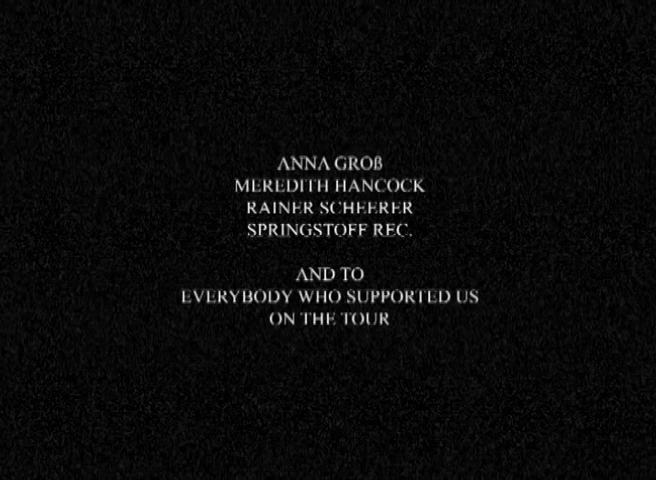 ANNA GROß
MEREDITH HANCOCK
RAINER SCHEERER
SPRINGSTOFF REC.
AND TO
EVERYBODY WHO SUPPORTED US
ON THE TOUR